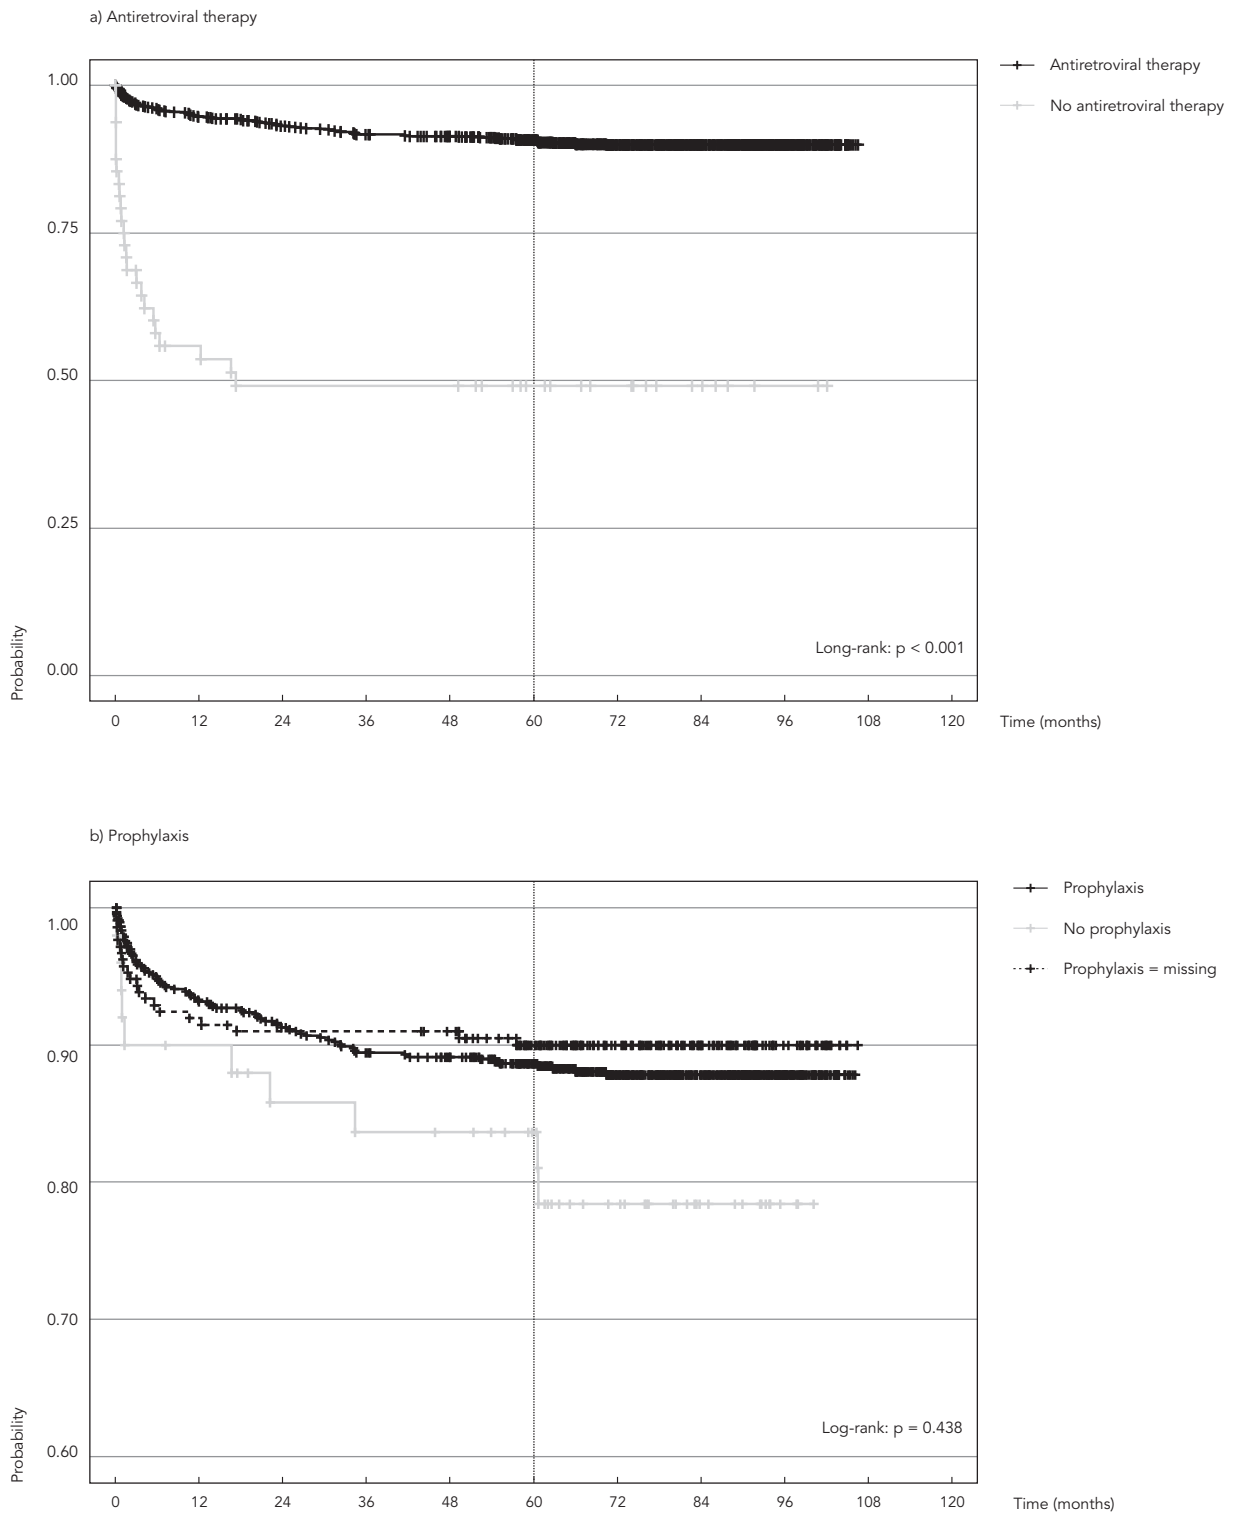 a) Antiretroviral therapy
Antiretroviral therapy
No antiretroviral therapy
1.00
0.75
0.50
0.25
0.00
Probability
Long-rank: p < 0.001
0 12 24 36 48 60 72 84 96 108 120
Time (months)
b) Prophylaxis
Prophylaxis
No prophylaxis
Prophylaxis = missing
1.00
0.90
0.80
0.70
0.60
Probability
Log-rank: p = 0.438
0 12 24 36 48 60 72 84 96 108 120
Time (months)